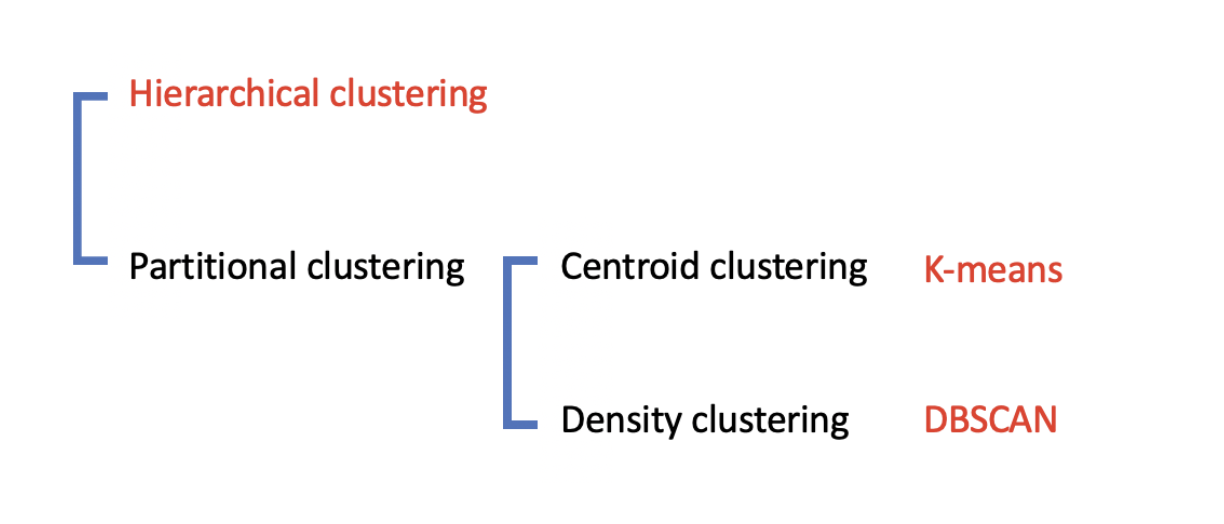 Hierarchical clustering
Partitional clustering
Centroid clustering
K-means
Density clustering
DBSCAN